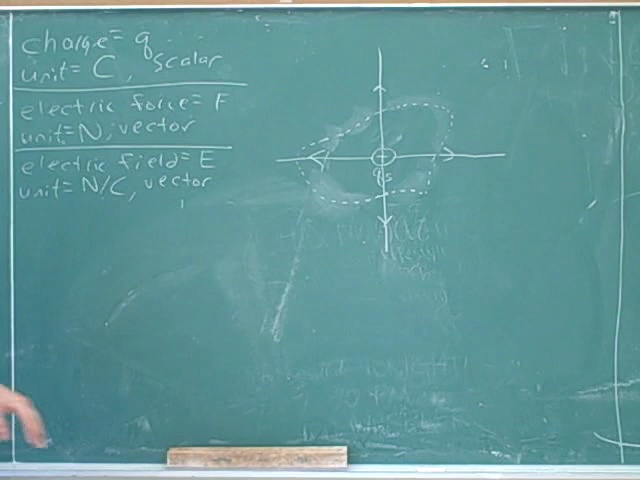 charge= q
unit= C, scalar
electric force= F
unit=N, vector
electric field= E
unit= N/C, vector
qs